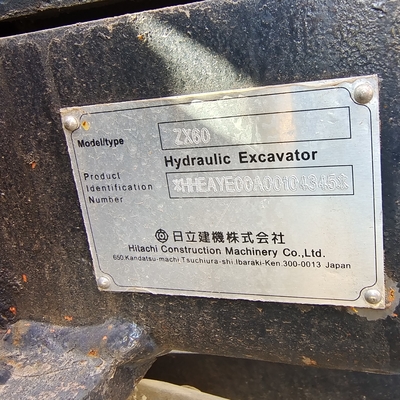 Model/type ZX60
Hydraulic Excavator
Product
Identification
Number
日立建機株式会社
Hitachi Construction Machinery Co.,Ltd.
650,Kandatsu-machi Tsuchiura-shi.Ibaraki-Ken.300-0013 Japan